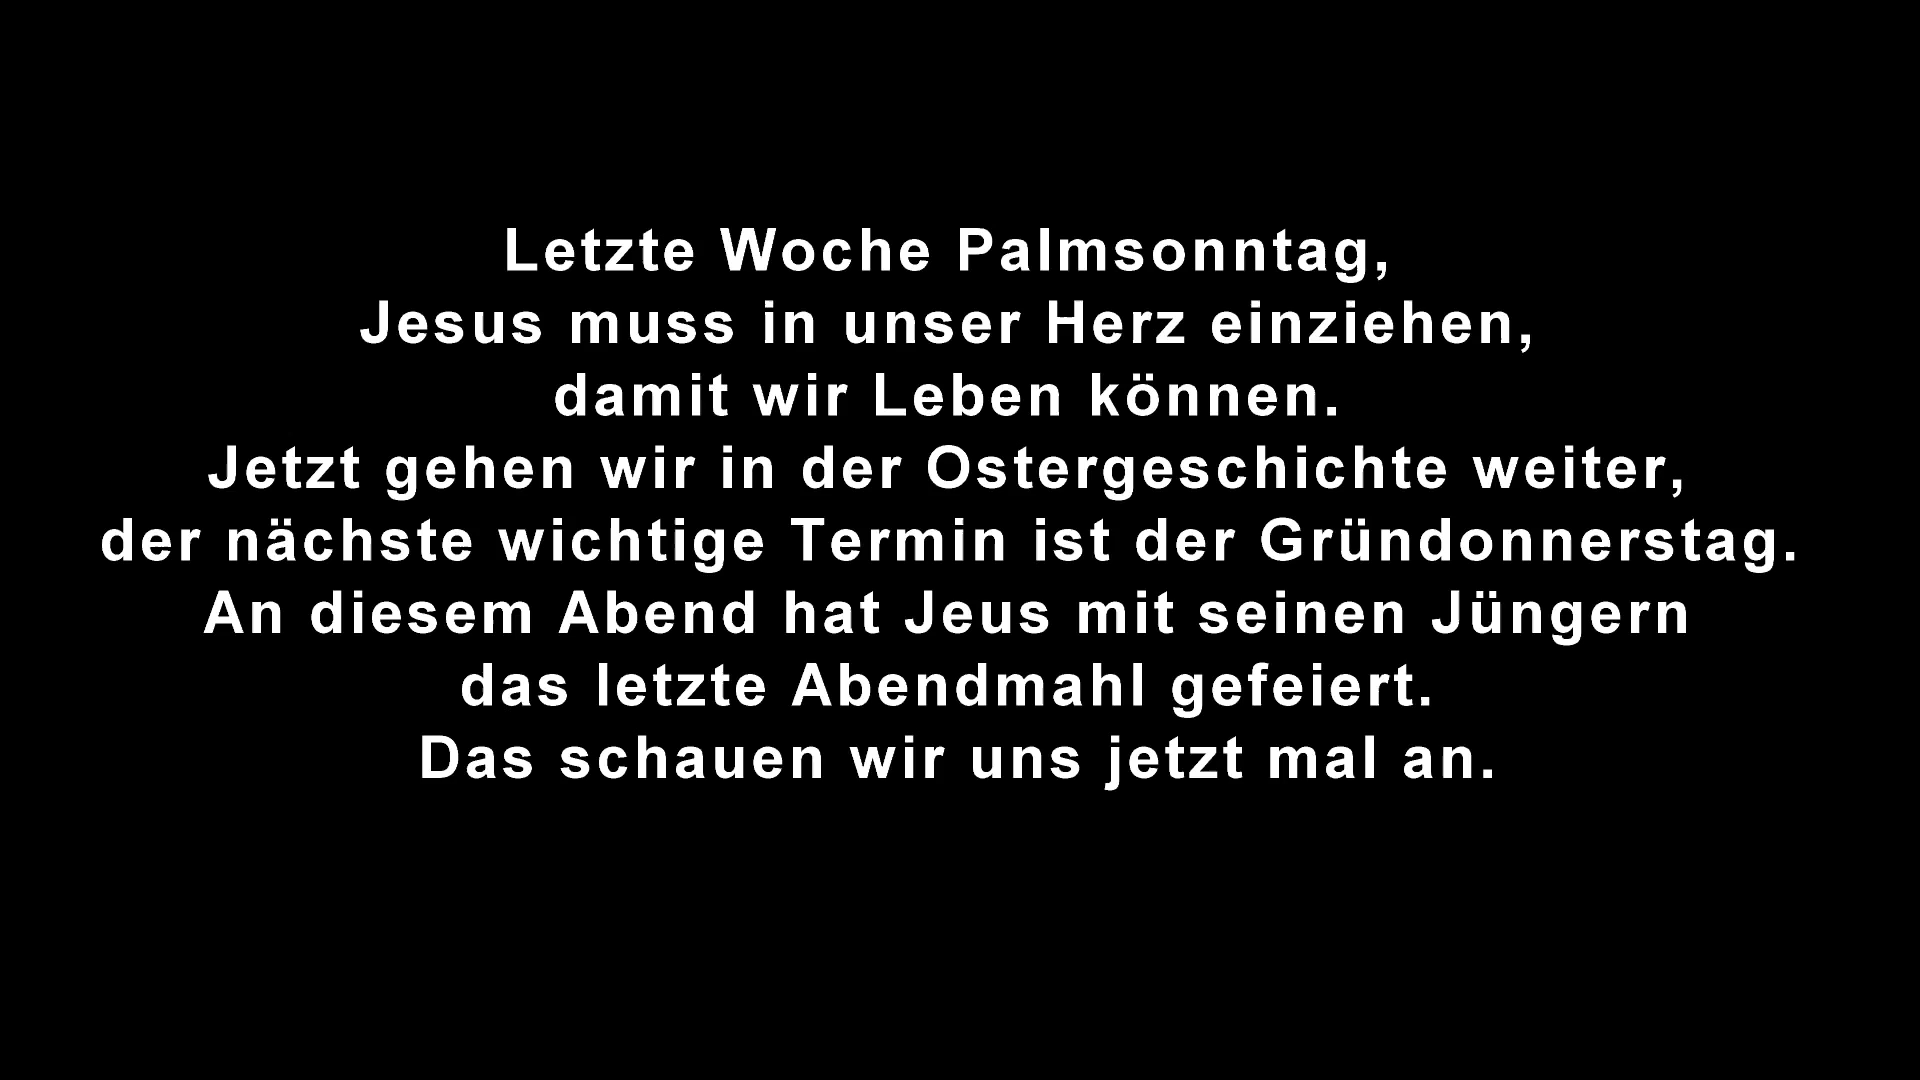 Letzte Woche Palmsonntag,
Jesus muss in unser Herz einziehen,
damit wir Leben können.
Jetzt gehen wir in der Ostergeschichte weiter,
der nächste wichtige Termin ist der Gründonnerstag.
An diesem Abend hat Jeus mit seinen Jüngern
das letzte Abendmahl gefeiert.
Das schauen wir uns jetzt mal an.